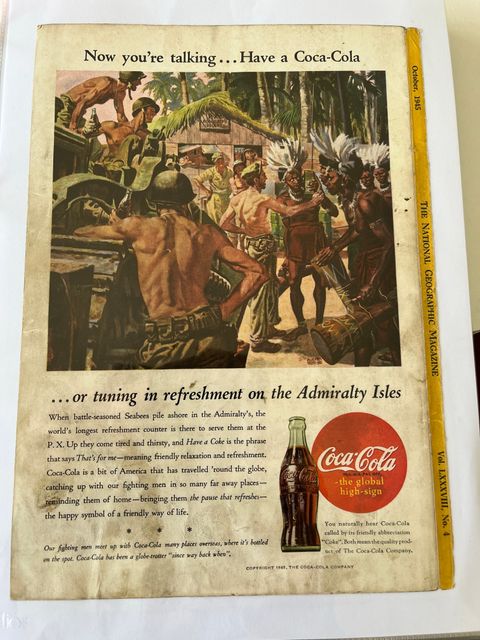 Now you're talking...Have a Coca-Cola
...or tuning in refreshment on the Admiralty Isles
When battle-seasoned Seabees pile ashore in the Admiralty's, the
world's longest refreshment counter is there to serve them at the
P. X. Up they come tired and thirsty, and Have a Coke is the phrase
that says That's for me—meaning friendly relaxation and refreshment.
Coca-Cola is a bit of America that has travelled 'round the globe,
catching up with our fighting men in so many far away places—
reminding them of home—bringing them the pause that refreshes—
the happy symbol of a friendly way of life.
* * *
Our fighting men meet up with Coca-Cola many places overseas, where it's bottled
on the spot. Coca-Cola has been a globe-trotter "since way back when".
Coca-Cola
Coca-Cola
-the global
high-sign
You naturally hear Coca-Cola
called by its friendly abbreviation
"Coke". Both mean the quality prod-
uct of The Coca-Cola Company.
COPYRIGHT 1945, THE COCA-COLA COMPANY
October, 1945
THE NATIONAL GEOGRAPHIC MAGAZINE
Vol. LXXXVIII, No. 4